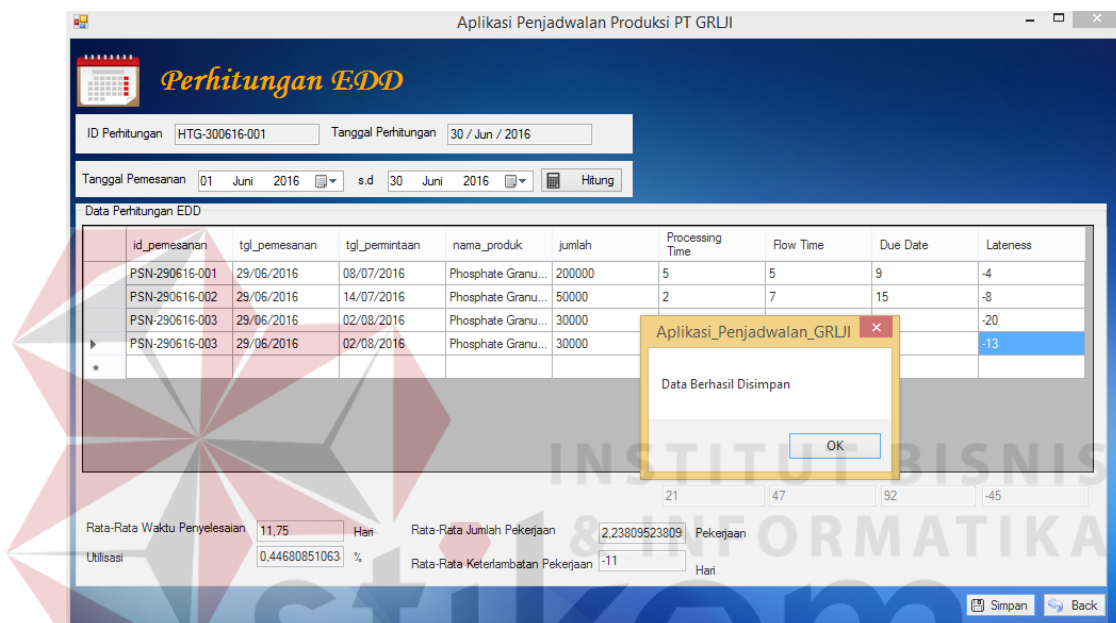 Aplikasi Penjadwalan Produksi PT GRLJI
Perhitungan EDD
ID Perhitungan HTG-300616-001 Tanggal Perhitungan 30 / Jun / 2016
Tanggal Pemesanan 01 Juni 2016 s.d 30 Juni 2016 Hitung
Data Perhitungan EDD
id_pemesanan tgl_pemesanan tgl_permintaan nama_produk jumlah Processing Time Flow Time Due Date Lateness
PSN-290616-001 29/06/2016 08/07/2016 Phosphate Granu... 200000 5 5 9 -4
PSN-290616-002 29/06/2016 14/07/2016 Phosphate Granu... 50000 2 7 15 -8
PSN-290616-003 29/06/2016 02/08/2016 Phosphate Granu... 30000 -20
PSN-290616-003 29/06/2016 02/08/2016 Phosphate Granu... 30000 -13
Aplikasi_Penjadwalan_GRLJI
Data Berhasil Disimpan
OK
INSTITUT BISNIS
21 47 92 -45
& INFORMATIKA
Rata-Rata Waktu Penyelesaian 11,75 Hari Rata-Rata Jumlah Pekerjaan 2,23809523809 Pekerjaan
Utilisasi 0,44680851063 % Rata-Rata Keterlambatan Pekerjaan -11 Hari
stikom
Simpan Back